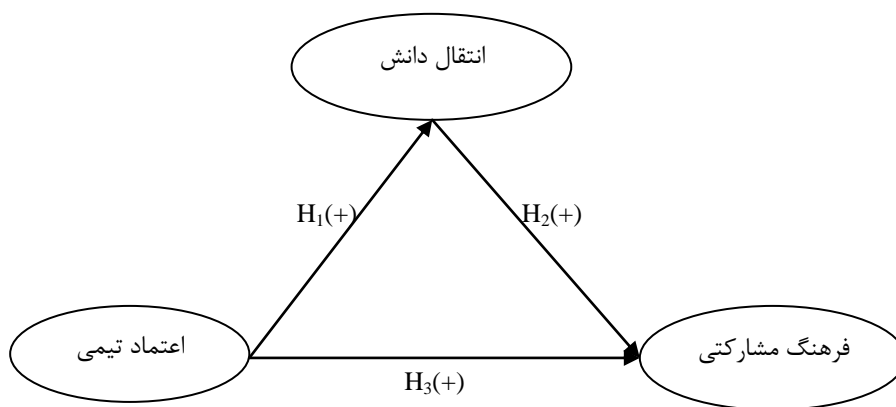 انتقال دانش
H₁(+)
H₂(+)
اعتماد تیمی
فرهنگ مشارکتی
H₃(+)